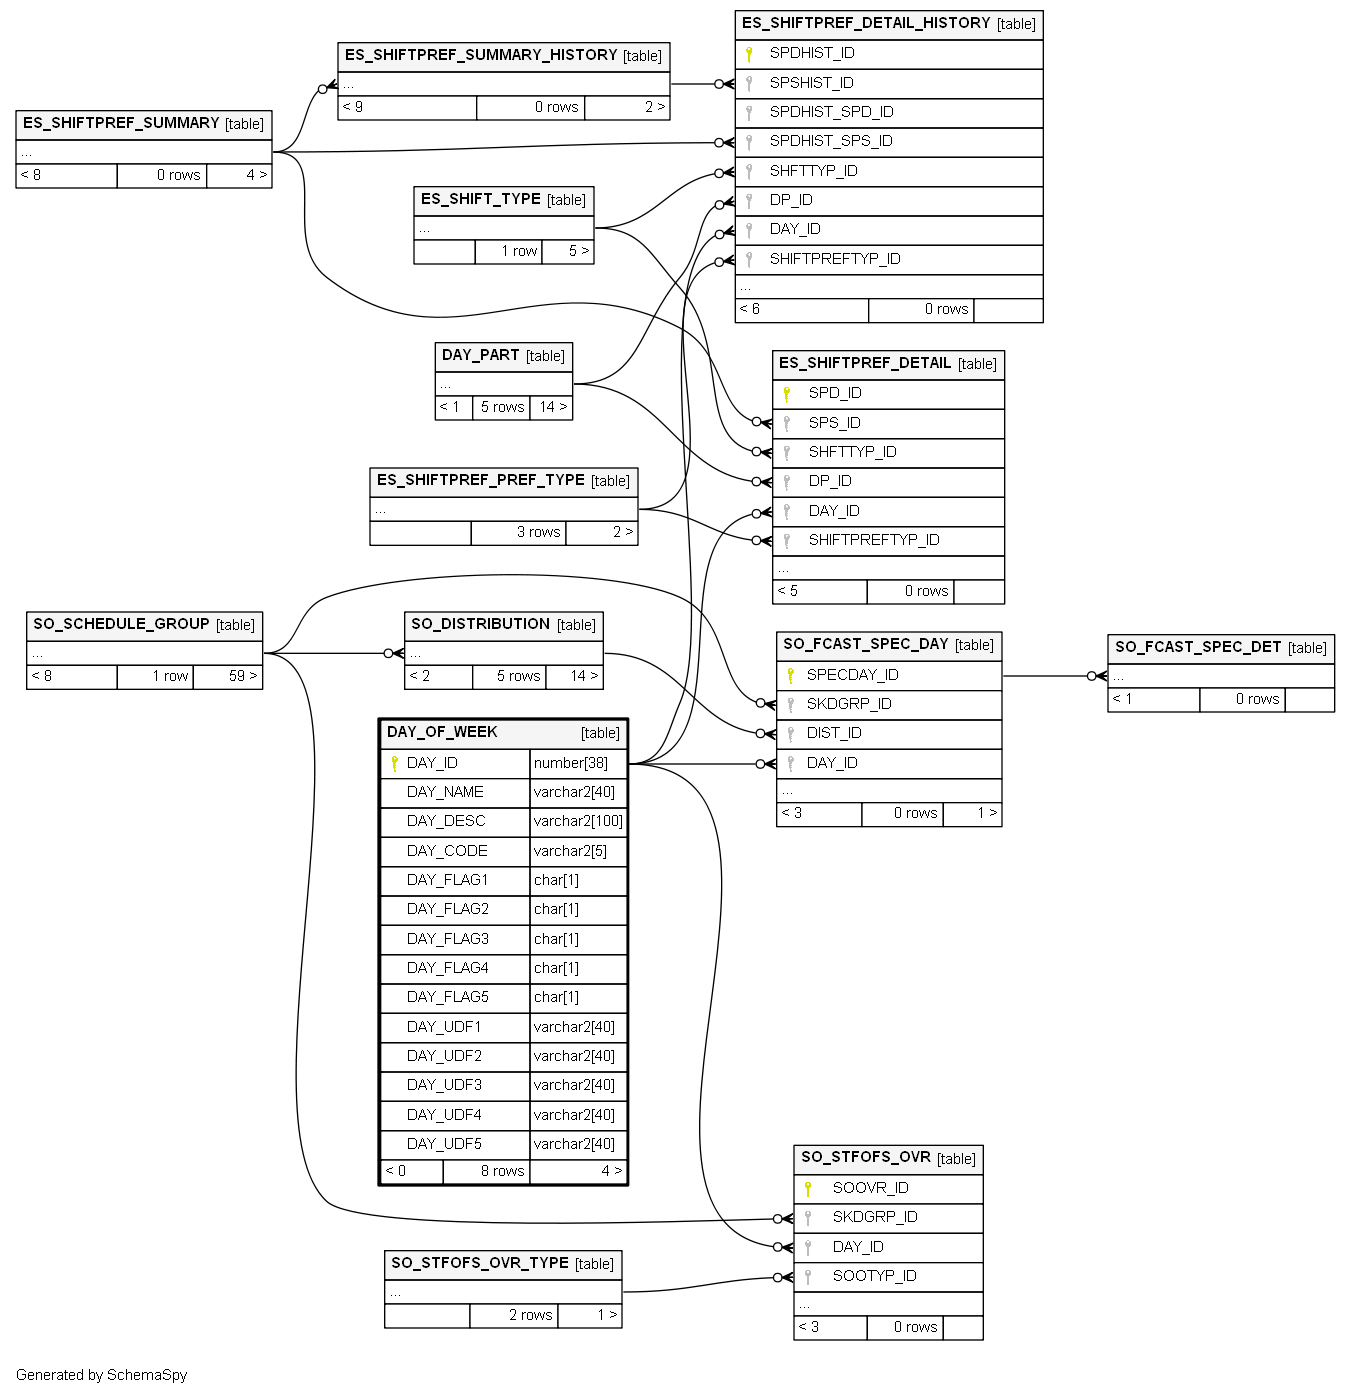 ES_SHIFTPREF_DETAIL_HISTORY [table]
SPDHIST_ID
SPSHIST_ID
SPDHIST_SPD_ID
SPDHIST_SPS_ID
SHFTTYP_ID
DP_ID
DAY_ID
SHIFTPREFTYP_ID
...
< 6 0 rows
ES_SHIFTPREF_SUMMARY_HISTORY [table]
...
< 9 0 rows 2 >
ES_SHIFTPREF_SUMMARY [table]
...
< 8 0 rows 4 >
ES_SHIFT_TYPE [table]
...
1 row 5 >
DAY_PART [table]
...
< 1 5 rows 14 >
ES_SHIFTPREF_DETAIL [table]
SPD_ID
SPS_ID
SHFTTYP_ID
DP_ID
DAY_ID
SHIFTPREFTYP_ID
...
< 5 0 rows
ES_SHIFTPREF_PREF_TYPE [table]
...
3 rows 2 >
SO_SCHEDULE_GROUP [table]
...
< 8 1 row 59 >
SO_DISTRIBUTION [table]
...
< 2 5 rows 14 >
SO_FCAST_SPEC_DAY [table]
SPECDAY_ID
SKDGRP_ID
DIST_ID
DAY_ID
...
< 3 0 rows 1 >
SO_FCAST_SPEC_DET [table]
...
< 1 0 rows
DAY_OF_WEEK [table]
DAY_ID number[38]
DAY_NAME varchar2[40]
DAY_DESC varchar2[100]
DAY_CODE varchar2[5]
DAY_FLAG1 char[1]
DAY_FLAG2 char[1]
DAY_FLAG3 char[1]
DAY_FLAG4 char[1]
DAY_FLAG5 char[1]
DAY_UDF1 varchar2[40]
DAY_UDF2 varchar2[40]
DAY_UDF3 varchar2[40]
DAY_UDF4 varchar2[40]
DAY_UDF5 varchar2[40]
< 0 8 rows 4 >
SO_STFOFS_OVR [table]
SOOVR_ID
SKDGRP_ID
DAY_ID
SOOTYP_ID
...
< 3 0 rows
SO_STFOFS_OVR_TYPE [table]
...
2 rows 1 >
Generated by SchemaSpy